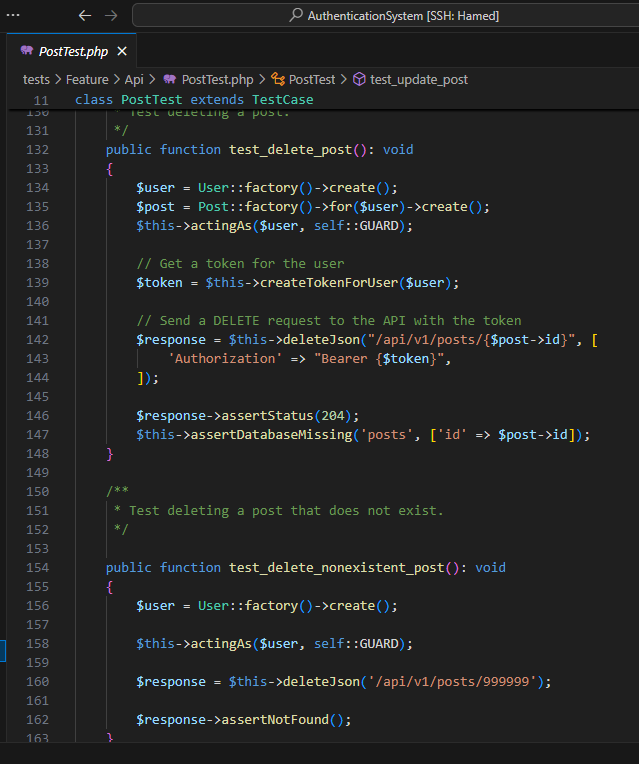 AuthenticationSystem [SSH: Hamed]
PostTest.php
tests > Feature > Api > PostTest.php > PostTest > test_update_post
11 class PostTest extends TestCase
130 * Test deleting a post.
131 */
132 public function test_delete_post(): void
133 {
134 $user = User::factory()->create();
135 $post = Post::factory()->for($user)->create();
136 $this->actingAs($user, self::GUARD);
137
138 // Get a token for the user
139 $token = $this->createTokenForUser($user);
140
141 // Send a DELETE request to the API with the token
142 $response = $this->deleteJson("/api/v1/posts/{$post->id}", [
143 'Authorization' => "Bearer {$token}",
144 ]);
145
146 $response->assertStatus(204);
147 $this->assertDatabaseMissing('posts', ['id' => $post->id]);
148 }
149
150 /**
151 * Test deleting a post that does not exist.
152 */
153
154 public function test_delete_nonexistent_post(): void
155 {
156 $user = User::factory()->create();
157
158 $this->actingAs($user, self::GUARD);
159
160 $response = $this->deleteJson('/api/v1/posts/999999');
161
162 $response->assertNotFound();
163 }